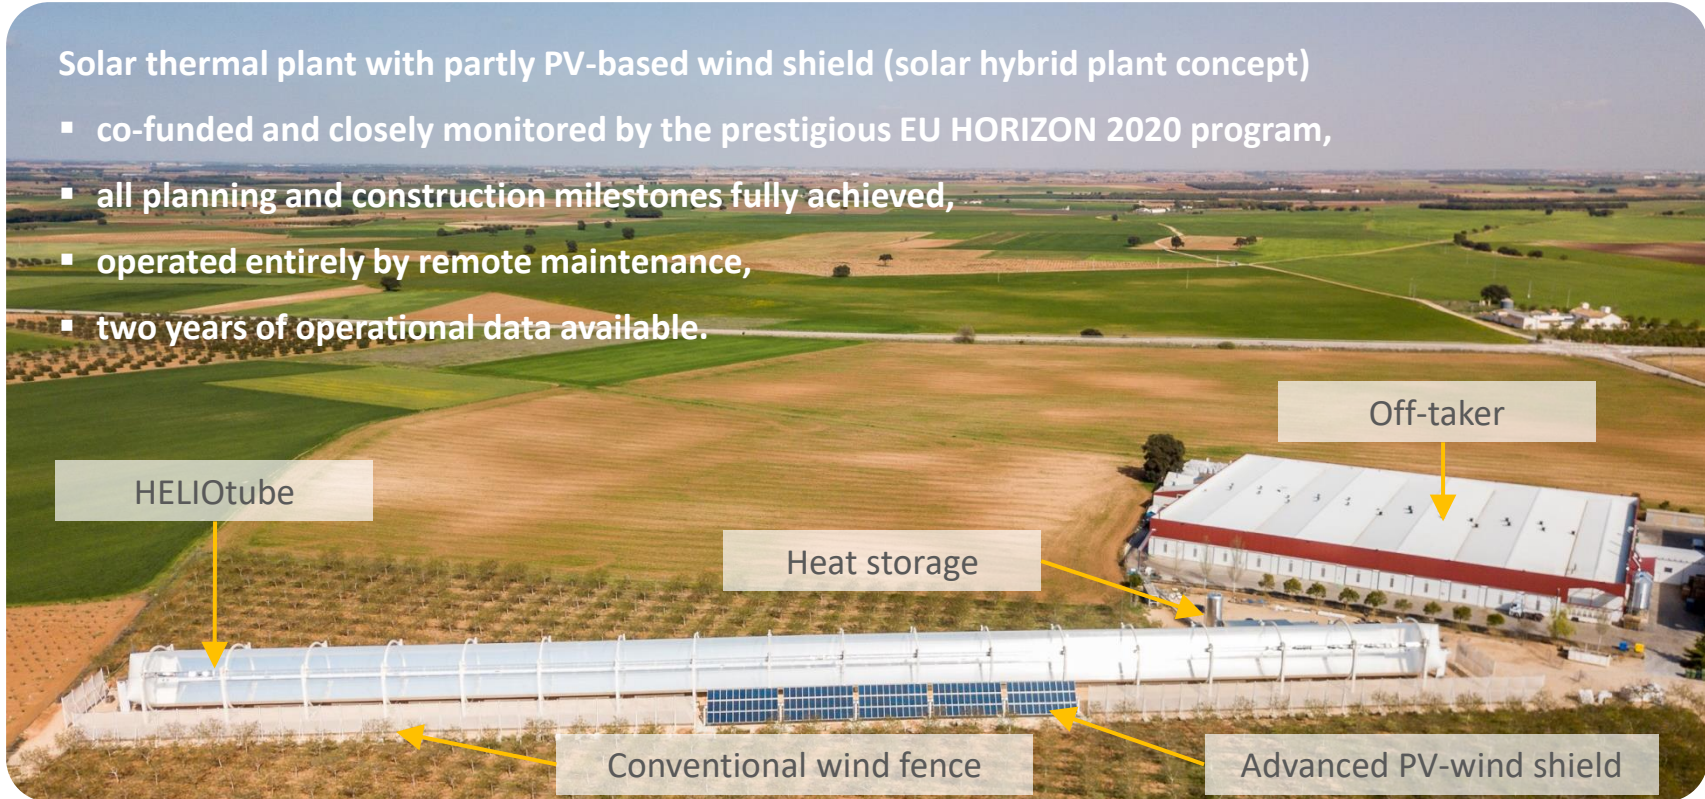 Solar thermal plant with partly PV-based wind shield (solar hybrid plant concept)
▪ co-funded and closely monitored by the prestigious EU HORIZON 2020 program,
▪ all planning and construction milestones fully achieved,
▪ operated entirely by remote maintenance,
▪ two years of operational data available.
Off-taker
HELIOtube
Heat storage
Conventional wind fence
Advanced PV-wind shield